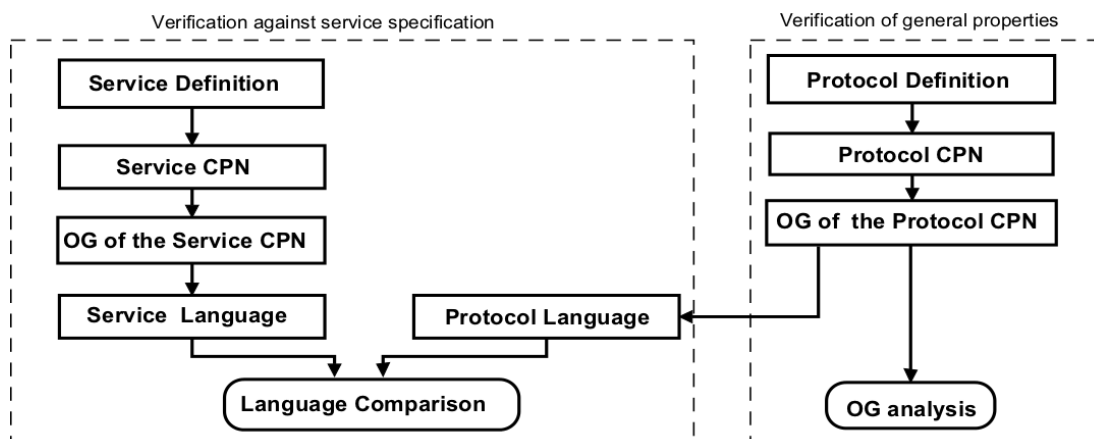 Verification against service specification
Service Definition
Service CPN
OG of the Service CPN
Service Language
Protocol Language
Language Comparison
Verification of general properties
Protocol Definition
Protocol CPN
OG of the Protocol CPN
OG analysis